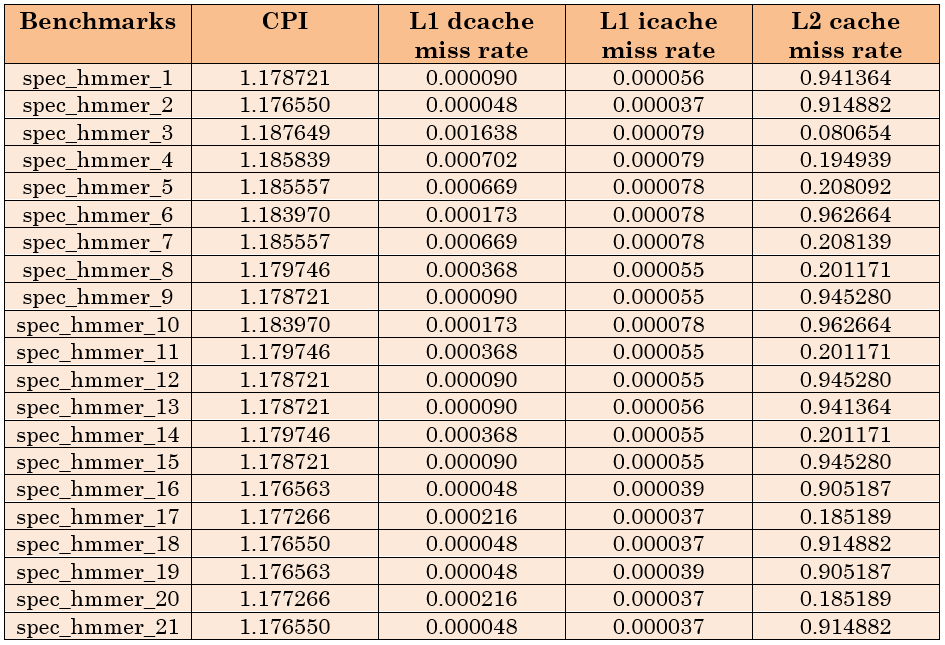 Benchmarks CPI L1 dcache miss rate L1 icache miss rate L2 cache miss rate
spec_hmmer_1 1.178721 0.000090 0.000056 0.941364
spec_hmmer_2 1.176550 0.000048 0.000037 0.914882
spec_hmmer_3 1.187649 0.001638 0.000079 0.080654
spec_hmmer_4 1.185839 0.000702 0.000079 0.194939
spec_hmmer_5 1.185557 0.000669 0.000078 0.208092
spec_hmmer_6 1.183970 0.000173 0.000078 0.962664
spec_hmmer_7 1.185557 0.000669 0.000078 0.208139
spec_hmmer_8 1.179746 0.000368 0.000055 0.201171
spec_hmmer_9 1.178721 0.000090 0.000055 0.945280
spec_hmmer_10 1.183970 0.000173 0.000078 0.962664
spec_hmmer_11 1.179746 0.000368 0.000055 0.201171
spec_hmmer_12 1.178721 0.000090 0.000055 0.945280
spec_hmmer_13 1.178721 0.000090 0.000056 0.941364
spec_hmmer_14 1.179746 0.000368 0.000055 0.201171
spec_hmmer_15 1.178721 0.000090 0.000055 0.945280
spec_hmmer_16 1.176563 0.000048 0.000039 0.905187
spec_hmmer_17 1.177266 0.000216 0.000037 0.185189
spec_hmmer_18 1.176550 0.000048 0.000037 0.914882
spec_hmmer_19 1.176563 0.000048 0.000039 0.905187
spec_hmmer_20 1.177266 0.000216 0.000037 0.185189
spec_hmmer_21 1.176550 0.000048 0.000037 0.914882